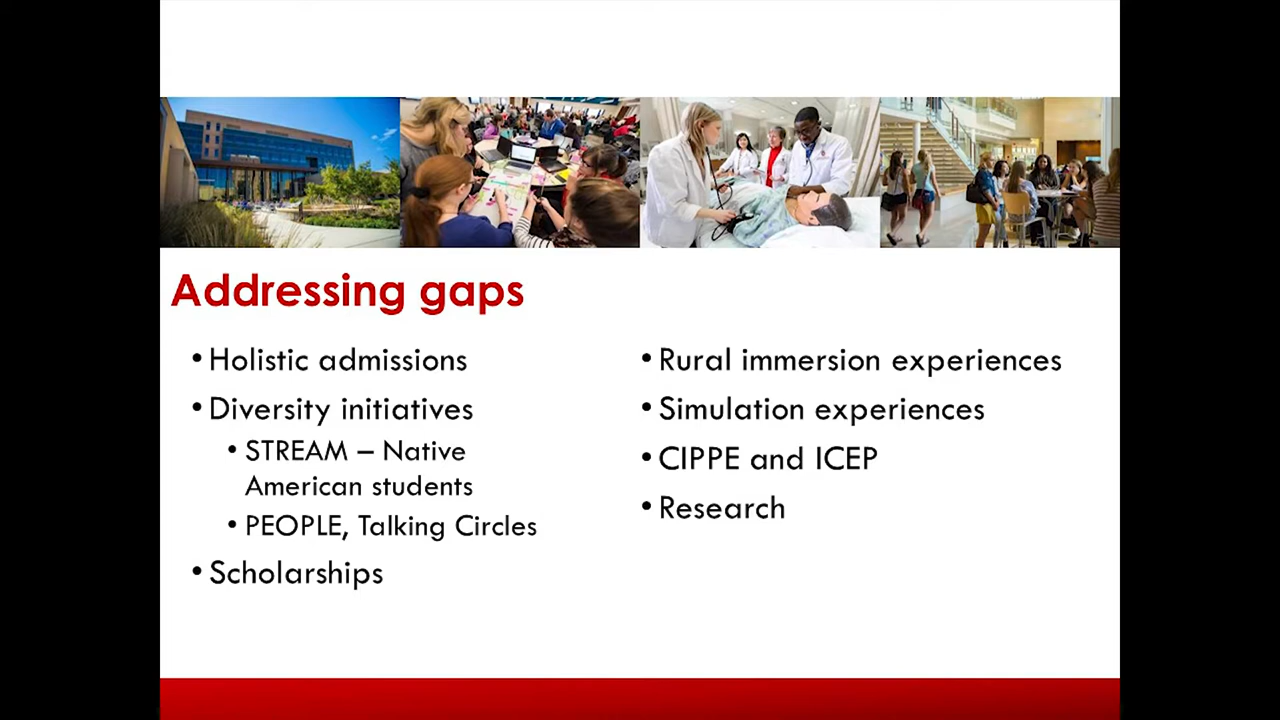 Addressing gaps
• Holistic admissions
• Diversity initiatives
• STREAM – Native
American students
• PEOPLE, Talking Circles
• Scholarships
• Rural immersion experiences
• Simulation experiences
• CIPPE and ICEP
• Research